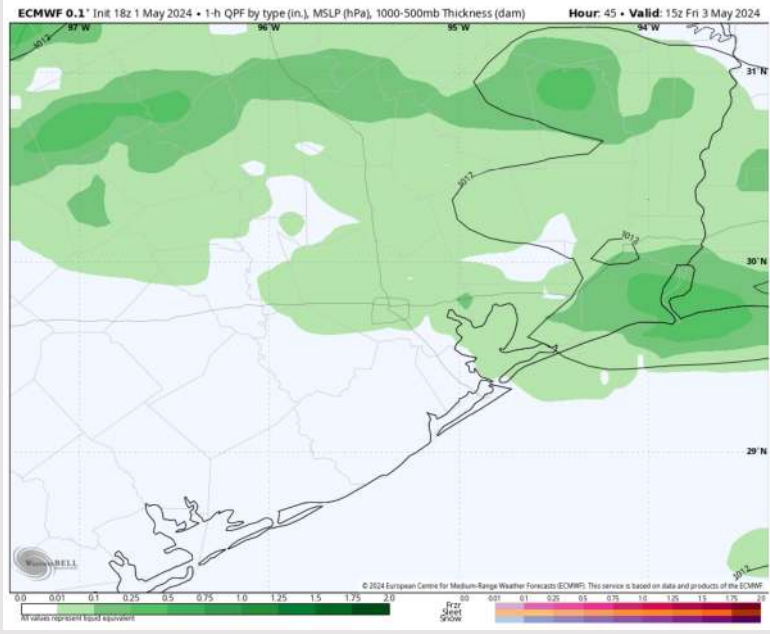 ECMWF 0.1° Init 18z 1 May 2024 • 1-h QPF by type (in.), MSLP (hPa), 1000-500mb Thickness (dam) Hour: 45 • Valid: 15z Fri 3 May 2024
97°W 96°W 95°W 94°W
1012
31°N
1012
1012
30°N
29°N
1012
WEATHERBELL
© 2024 European Centre for Medium-Range Weather Forecasts (ECMWF). This service is based on data and products of the ECMWF.
0.0 0.01 0.1 0.25 0.5 0.75 1.0 1.25 1.5 1.75 2.0 0.0 0.01 0.1 0.25 0.5 0.75 1.0 1.25 1.5 1.75 2.0
Frzr
Sleet
Snow
All values represent liquid equivalent